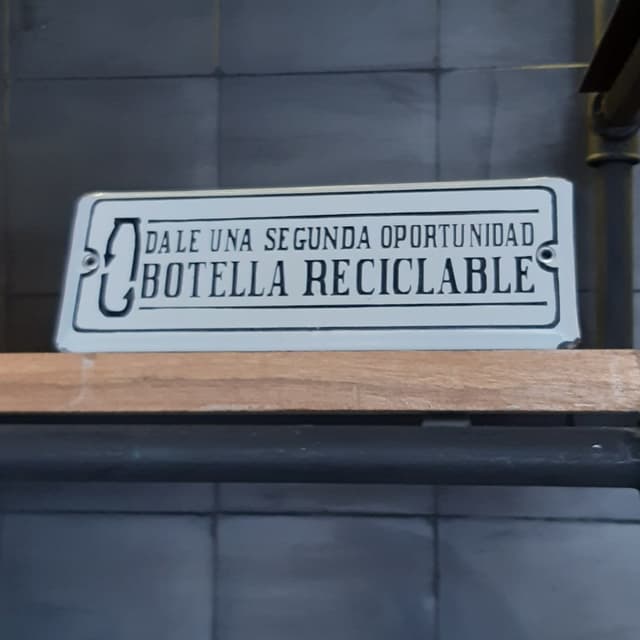 DALE UNA SEGUNDA OPORTUNIDAD
BOTELLA RECICLABLE